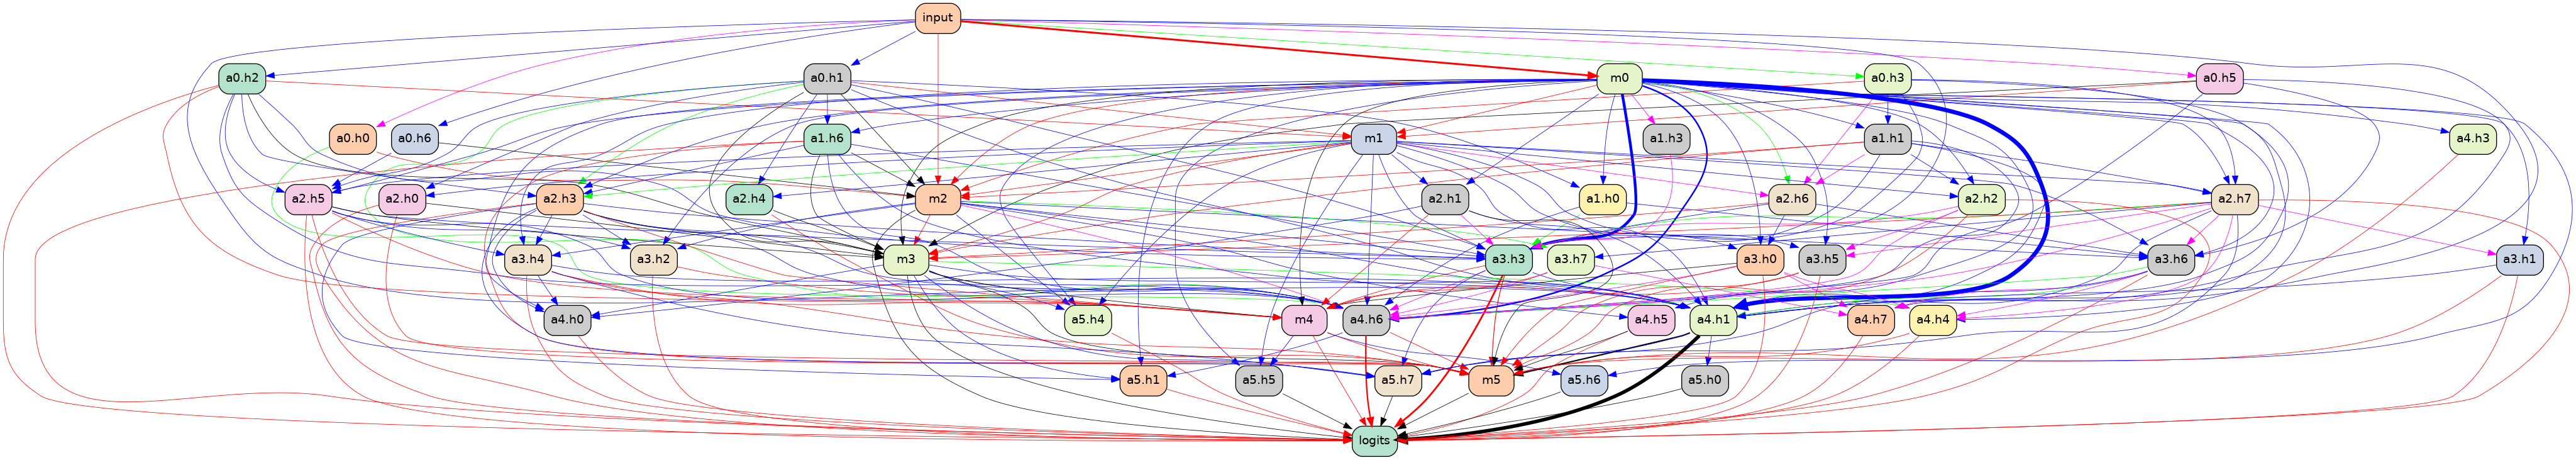 input
a0.h2 a0.h1 m0 a0.h3 a0.h5
a0.h0 a0.h6 a1.h6 m1 a1.h3 a1.h1 a4.h3
a2.h5 a2.h0 a2.h3 a2.h4 m2 a2.h1 a1.h0 a2.h6 a2.h2 a2.h7
a3.h4 a3.h2 m3 a3.h3 a3.h7 a3.h0 a3.h5 a3.h6 a3.h1
a4.h0 a5.h4 m4 a4.h6 a4.h5 a4.h1 a4.h7 a4.h4
a5.h1 a5.h5 a5.h7 m5 a5.h6 a5.h0
logits